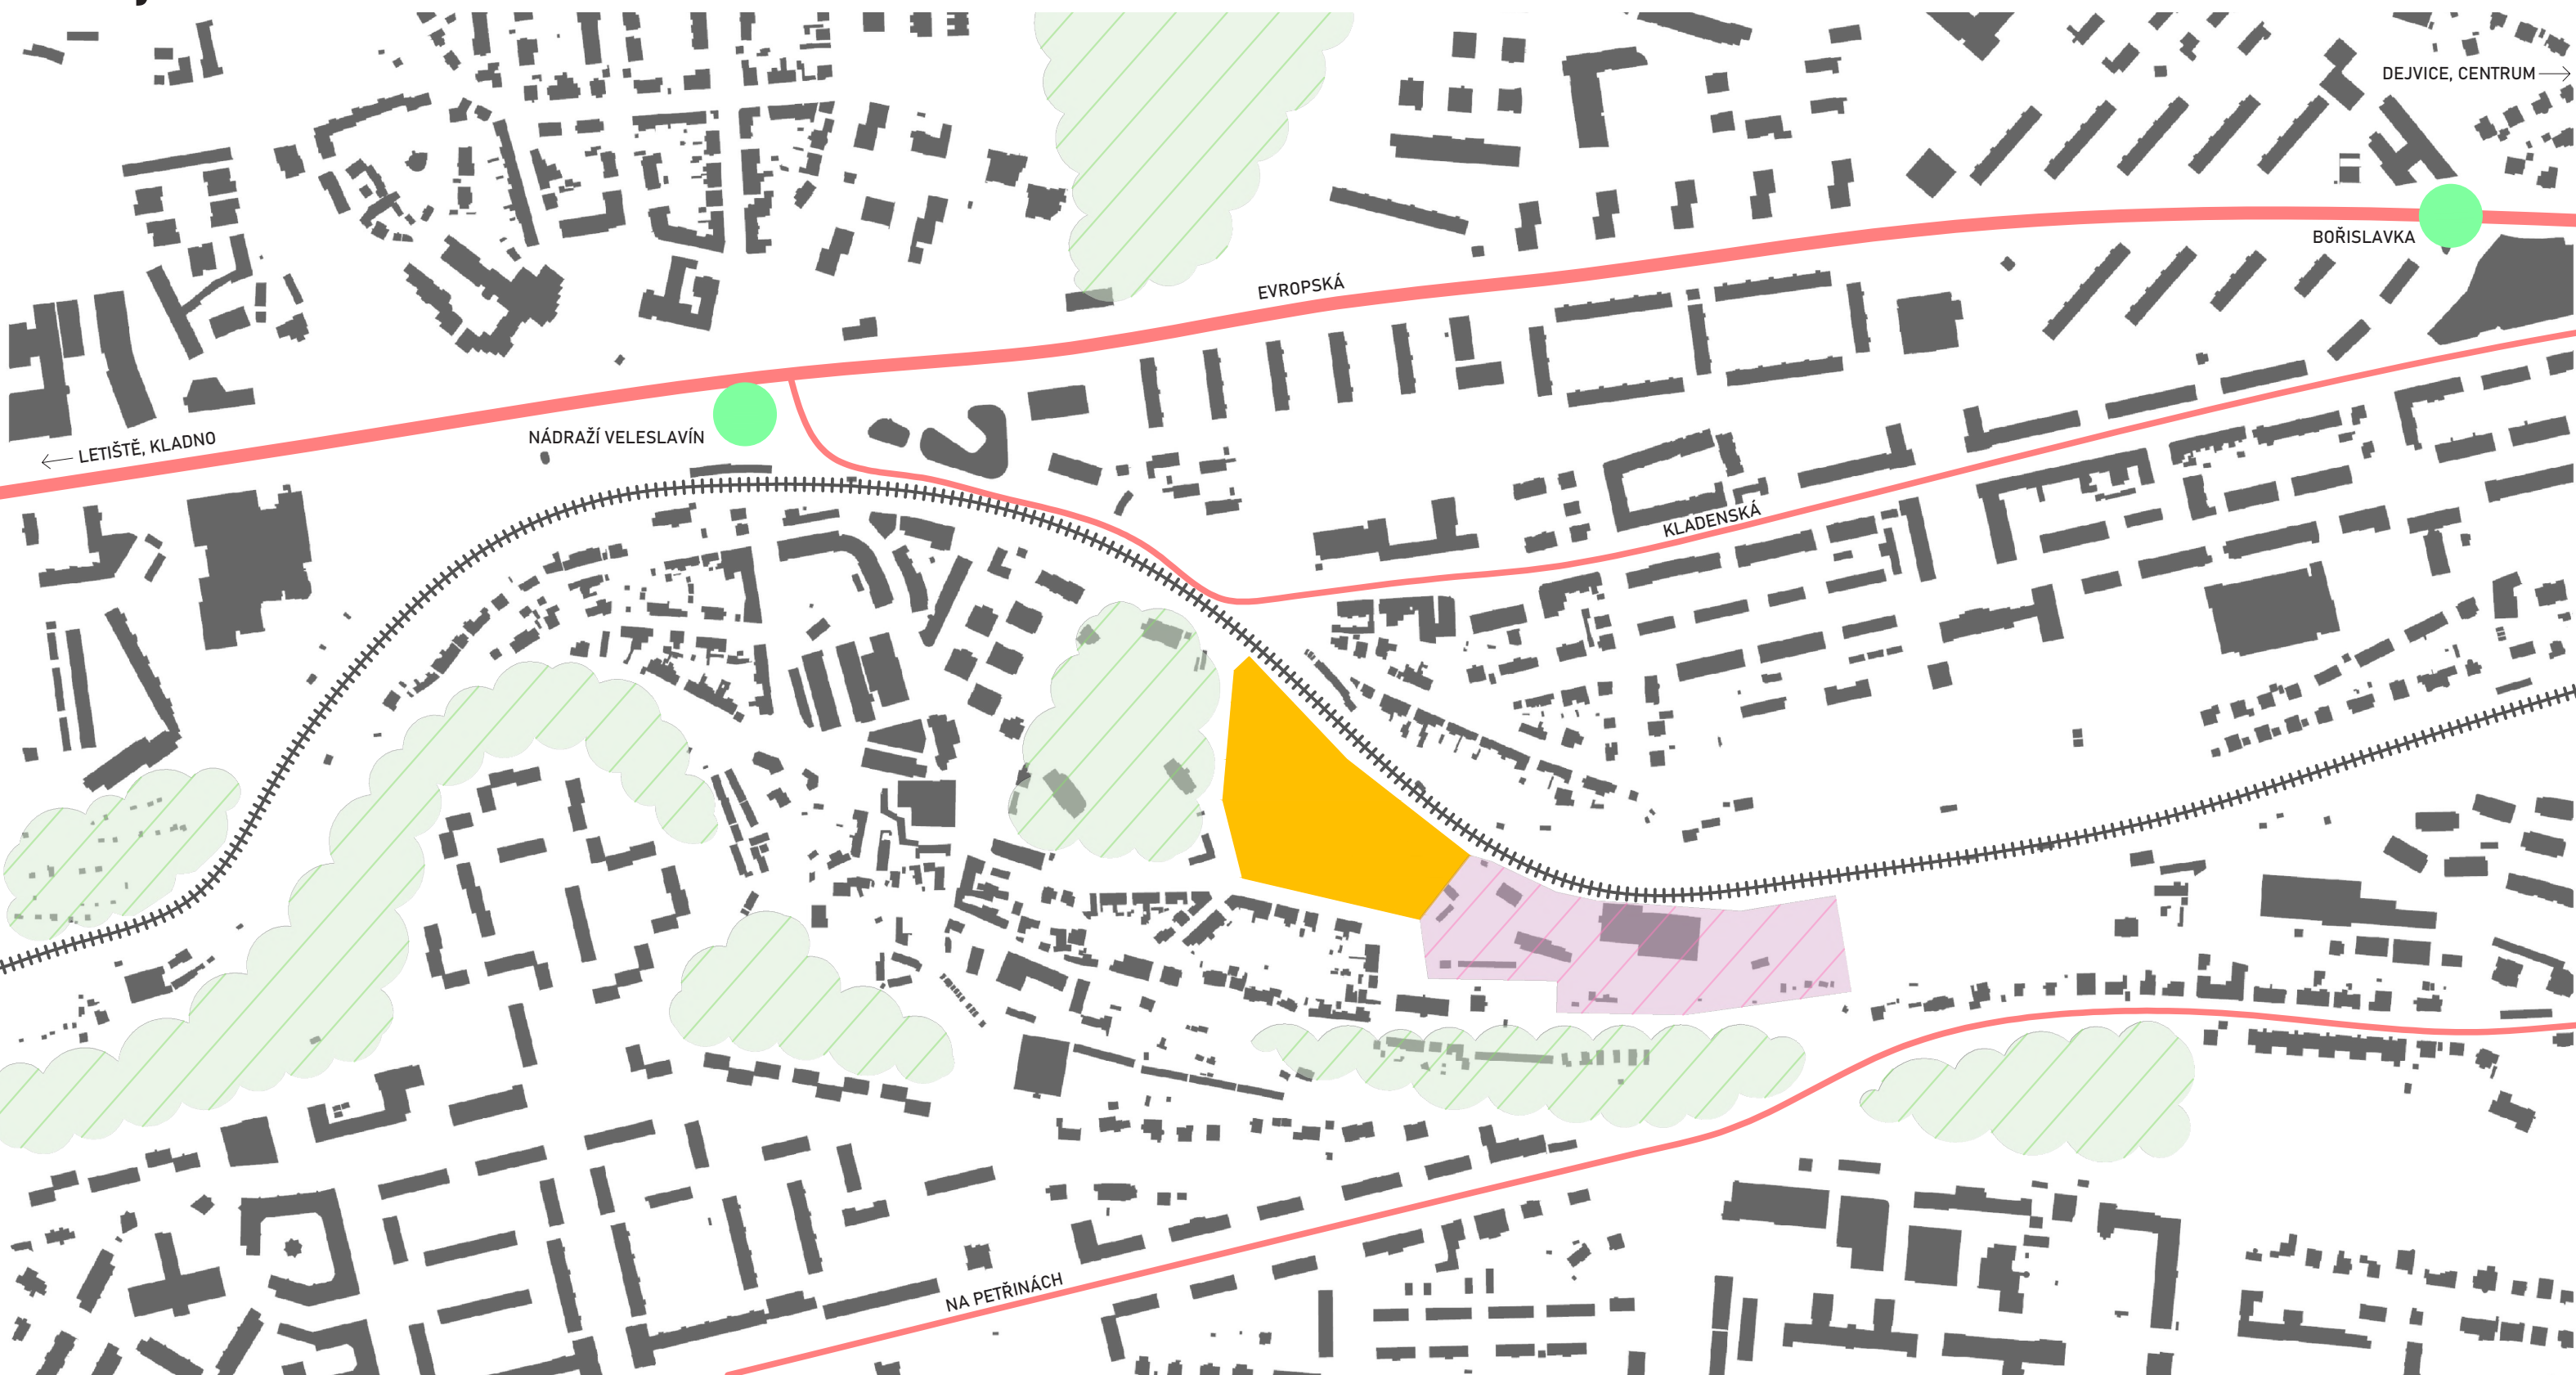 DEJVICE, CENTRUM
BOŘISLAVKA
EVROPSKÁ
NÁDRAŽÍ VELESLAVÍN
LETIŠTĚ, KLADNO
KLADENSKÁ
NA PETŘINÁCH